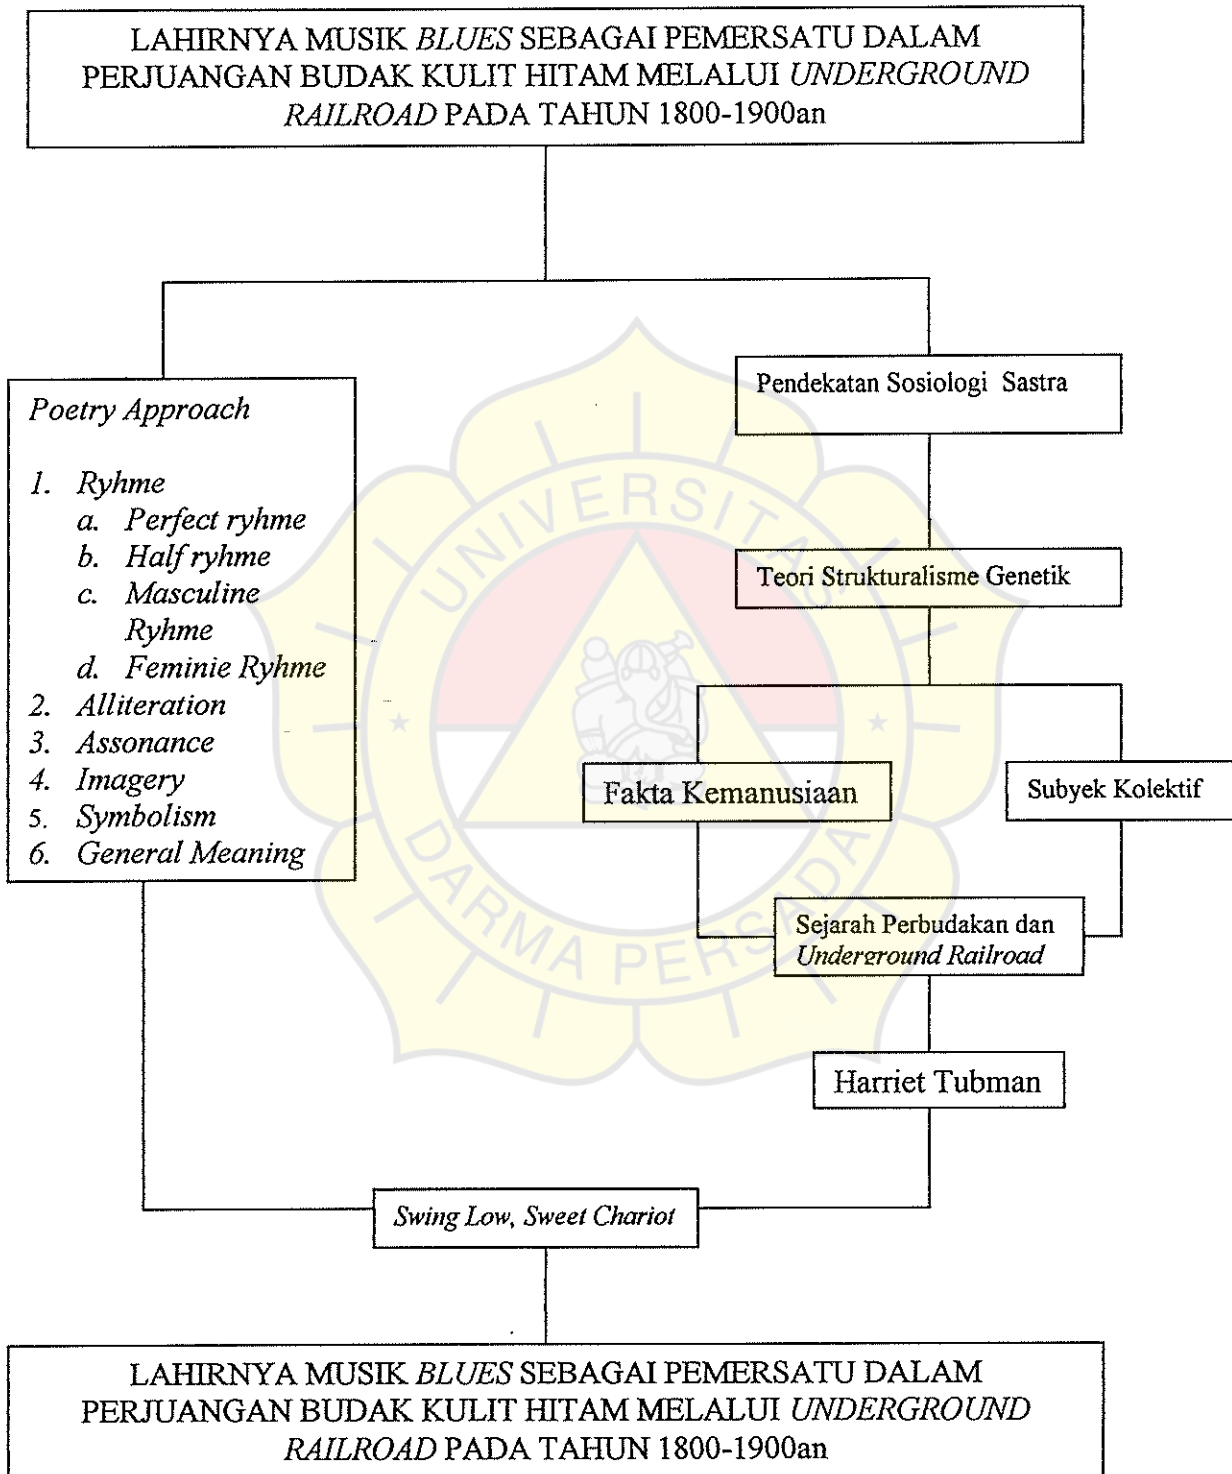 LAHIRNYA MUSIK BLUES SEBAGAI PEMERSATU DALAM
PERJUANGAN BUDAK KULIT HITAM MELALUI UNDERGROUND
RAILROAD PADA TAHUN 1800-1900an
Poetry Approach
1. Ryhme
a. Perfect ryhme
b. Half ryhme
c. Masculine
Ryhme
d. Feminie Ryhme
2. Alliteration
3. Assonance
4. Imagery
5. Symbolism
6. General Meaning
Pendekatan Sosiologi Sastra
Teori Strukturalisme Genetik
Fakta Kemanusiaan
Subyek Kolektif
Sejarah Perbudakan dan
Underground Railroad
Harriet Tubman
Swing Low, Sweet Chariot
LAHIRNYA MUSIK BLUES SEBAGAI PEMERSATU DALAM
PERJUANGAN BUDAK KULIT HITAM MELALUI UNDERGROUND
RAILROAD PADA TAHUN 1800-1900an
UNIVERSITAS
DARMA PERSADA